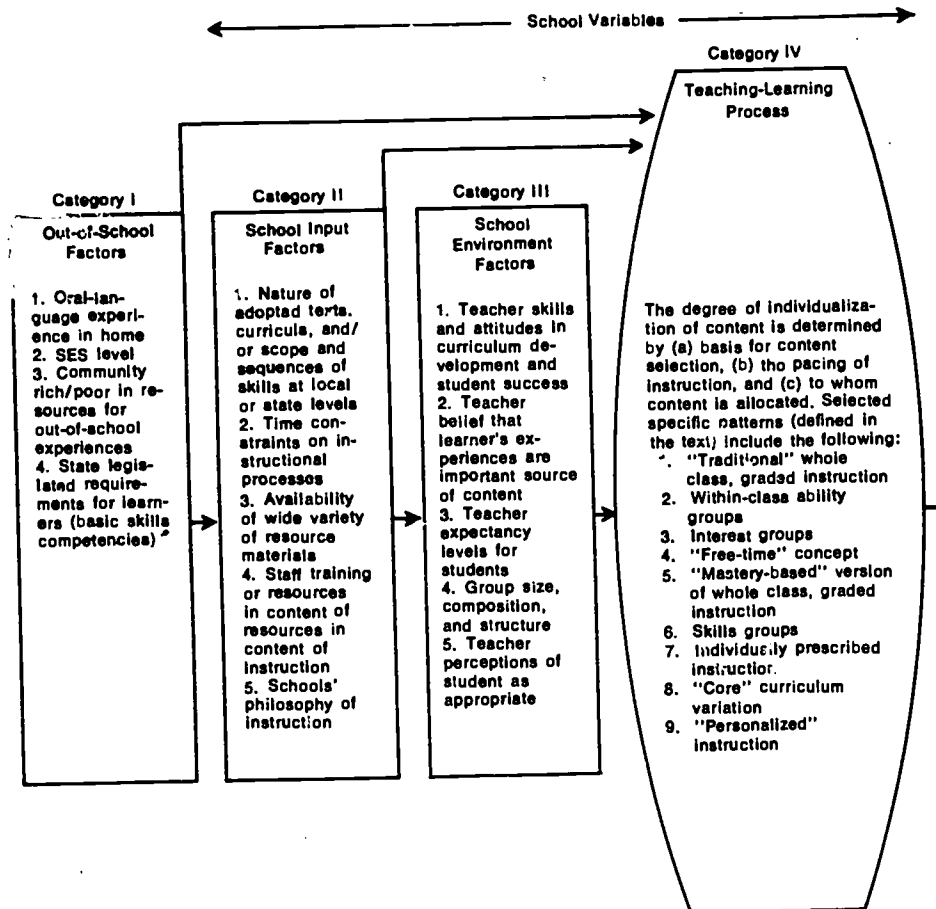 School Variables
Category IV
Teaching-Learning
Process
Category I
Out-of-School
Factors
1. Oral-lan-
guage experi-
ence in home
2. SES level
3. Community
rich/poor in re-
sources for
out-of-school
experiences
4. State legis-
lated require-
ments for learn-
ers (basic skills
competencies)
Category II
School Input
Factors
1. Nature of
adoptad texts,
curricula, and/
or scope and
sequences of
skills at local
or state levels
2. Time con-
straints on in-
structional
processes
3. Availability
of wide variety
of resource
materials
4. Staff training
or resources
in content of
resources in
content of
instruction
5. Schools'
philosophy of
instruction
Category III
School
Environment
Factors
1. Teacher skills
and attitudes in
curriculum de-
velopment and
student success
2. Teacher
belief that
learner's ex-
periences are
important source
of content
3. Teacher
expectancy
levels for
students
4. Group size,
composition,
and structure
5. Teacher
perceptions of
student as
appropriate
The degree of individualiza-
tion of content is determined
by (a) basis for content
selection, (b) tho pacing of
instruction, and (c) to whom
content is allocated. Selected
specific patterns (defined in
the text) include the following:
"Traditional" whole
class, graded instruction
2. Within-class ability
groups
3. Interest groups
4. "Free-time" concept
5. "Mastery-based" version
of whole class, graded
instruction
6. Skills groups
7. Individually prescribed
instruction.
8. "Core" curriculum
variation
9. "Personalized"
instruction